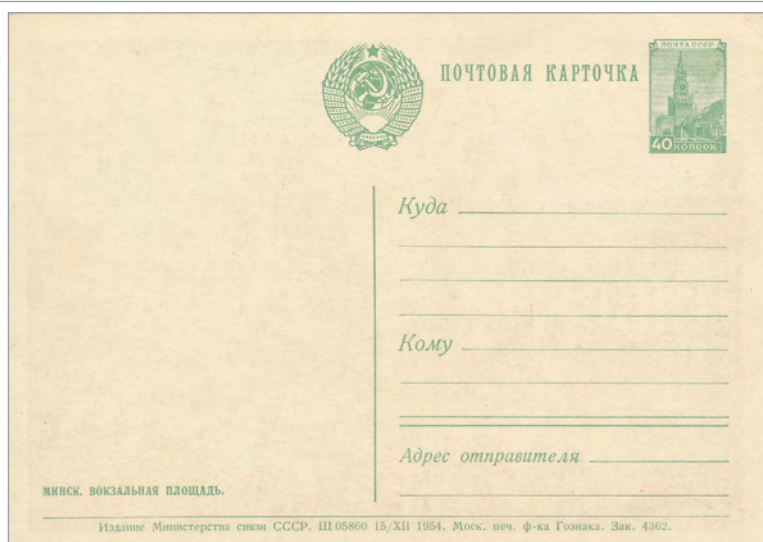 ПОЧТОВАЯ КАРТОЧКА
ПОЧТА СССР
40 КОПЕЕК
Куда
Кому
Адрес отправителя
МИНСК. ВОКЗАЛЬНАЯ ПЛОЩАДЬ.
Издание Министерства связи СССР. Ш 05860 15/XII 1954. Моск. печ. ф-ка Гознака. Зак. 4362.